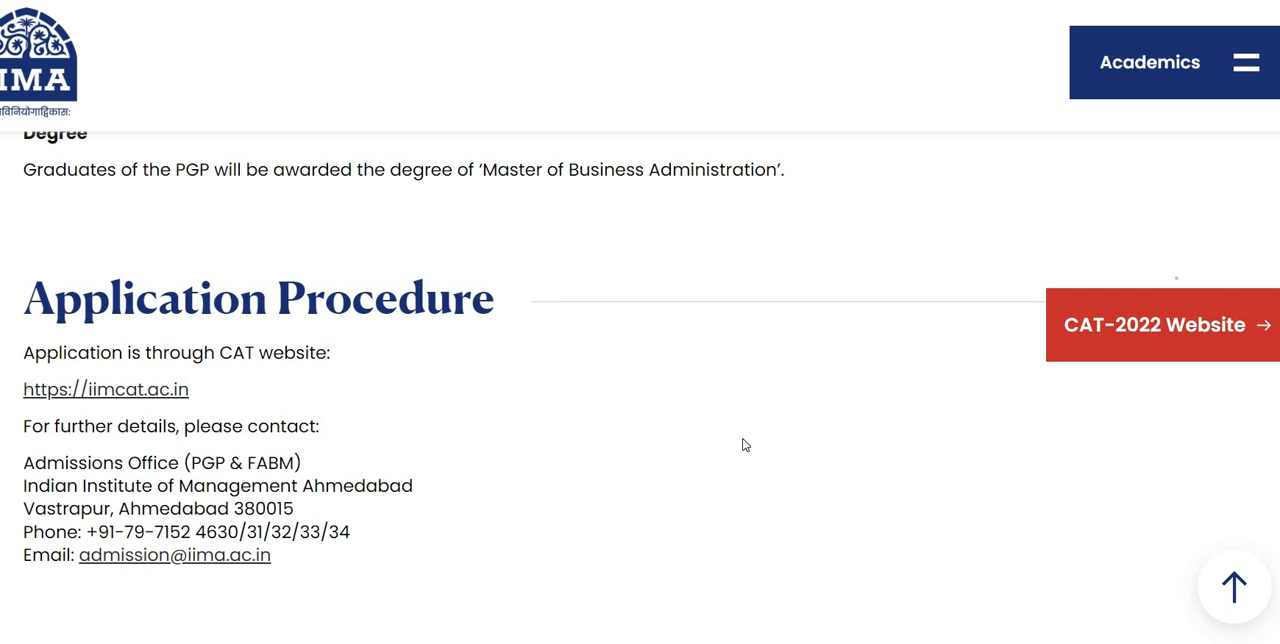 IIMA
Academics
Degree
Graduates of the PGP will be awarded the degree of ‘Master of Business Administration’.
Application Procedure
CAT-2022 Website →
Application is through CAT website:
https://iimcat.ac.in
For further details, please contact:
Admissions Office (PGP & FABM)
Indian Institute of Management Ahmedabad
Vastrapur, Ahmedabad 380015
Phone: +91-79-7152 4630/31/32/33/34
Email: admission@iima.ac.in